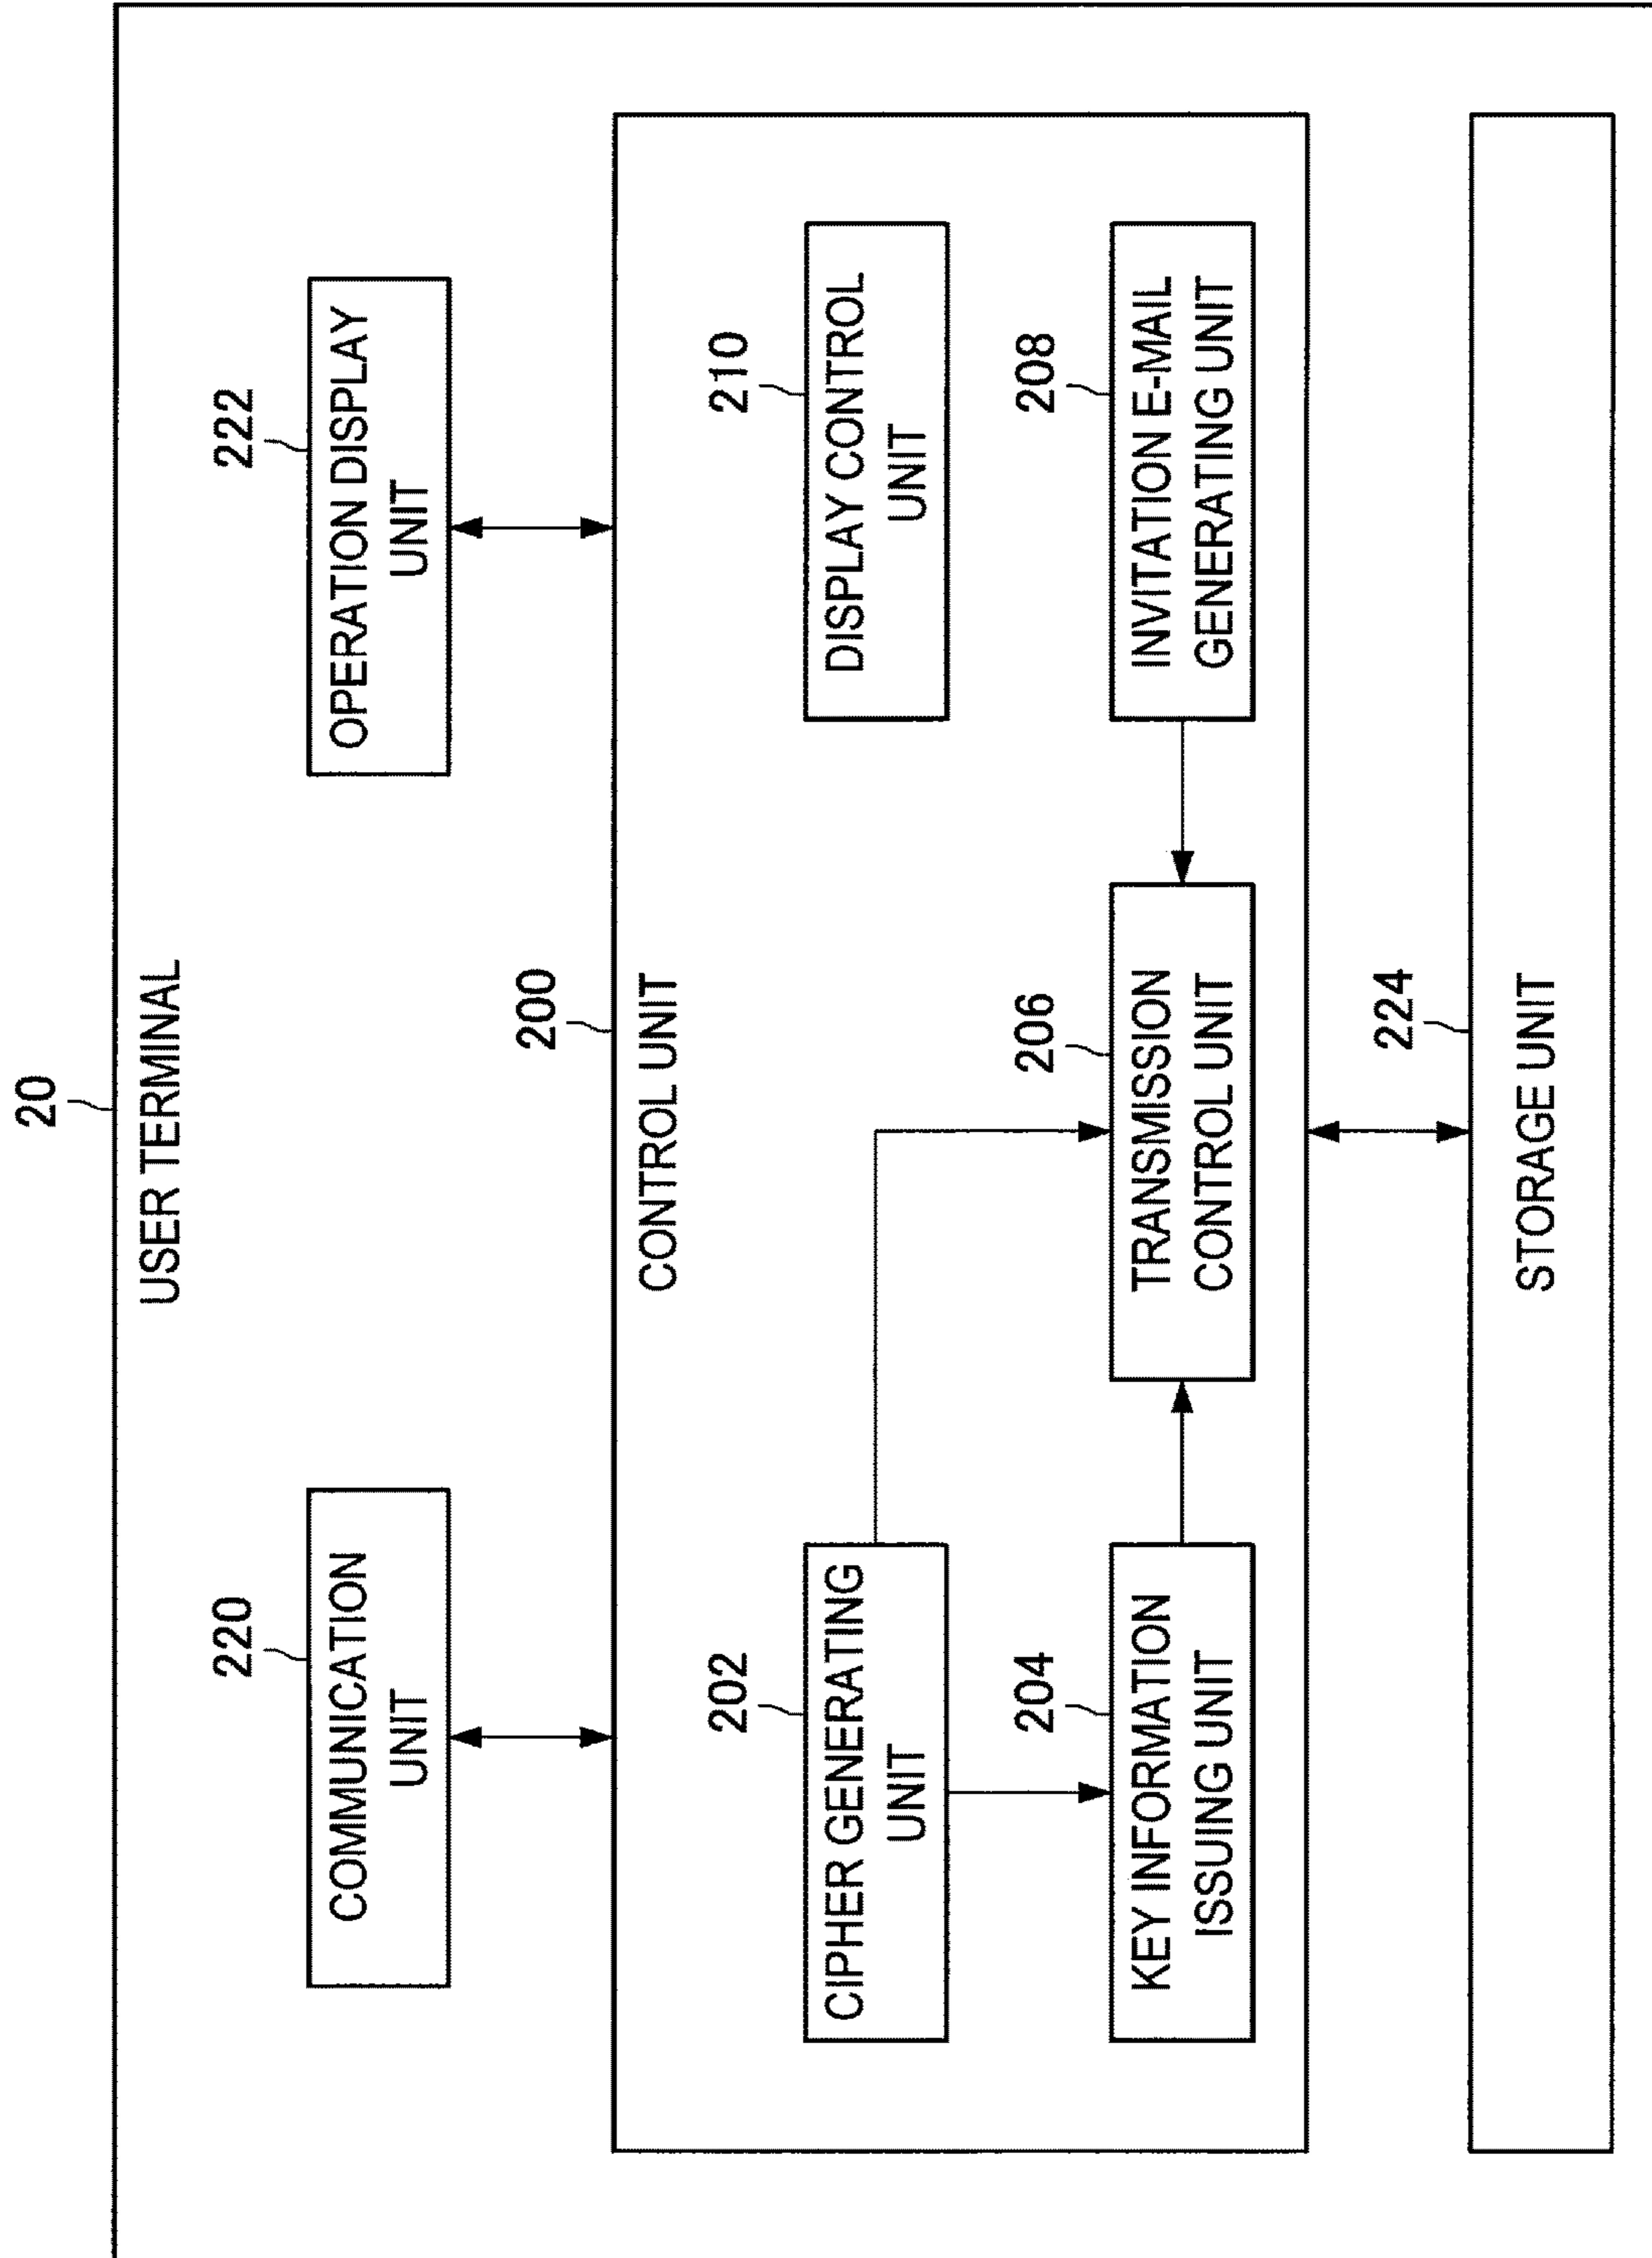 20
USER TERMINAL
220
COMMUNICATION
UNIT
222
OPERATION DISPLAY
UNIT
200
CONTROL UNIT
202
CIPHER GENERATING
UNIT
210
DISPLAY CONTROL
UNIT
204
KEY INFORMATION
ISSUING UNIT
206
TRANSMISSION
CONTROL UNIT
208
INVITATION E-MAIL
GENERATING UNIT
224
STORAGE UNIT